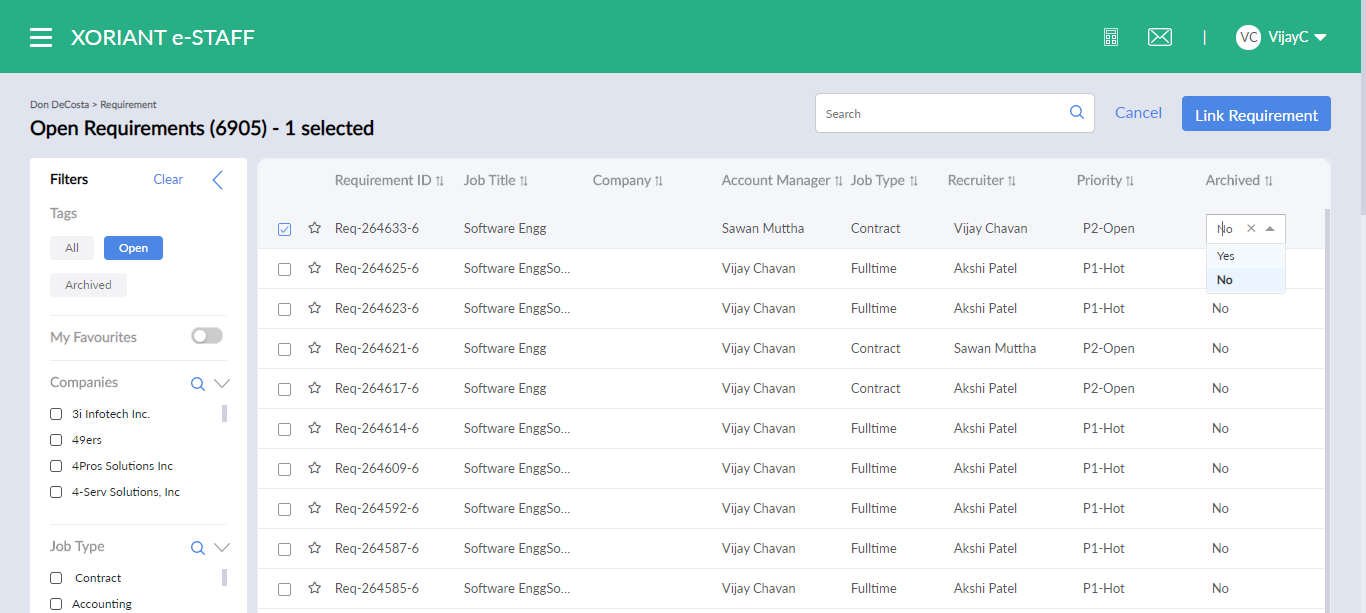 XORIANT e-STAFF
|
VC VijayC
Don DeCosta > Requirement
Open Requirements (6905) - 1 selected
Search
Cancel
Link Requirement
Filters Clear
Tags
All Open
Archived
My Favourites
Companies
3i Infotech Inc.
49ers
4Pros Solutions Inc
4-Serv Solutions, Inc
Job Type
Contract
Accounting
Requirement ID Job Title Company Account Manager Job Type Recruiter Priority Archived
Req-264633-6 Software Engg Sawan Muttha Contract Vijay Chavan P2-Open No
Yes
No
Req-264625-6 Software EnggSo... Vijay Chavan Fulltime Akshi Patel P1-Hot
Req-264623-6 Software EnggSo... Vijay Chavan Fulltime Akshi Patel P1-Hot No
Req-264621-6 Software Engg Vijay Chavan Contract Sawan Muttha P2-Open No
Req-264617-6 Software Engg Vijay Chavan Contract Akshi Patel P2-Open No
Req-264614-6 Software EnggSo... Vijay Chavan Fulltime Akshi Patel P1-Hot No
Req-264609-6 Software EnggSo... Vijay Chavan Fulltime Akshi Patel P1-Hot No
Req-264592-6 Software EnggSo... Vijay Chavan Fulltime Akshi Patel P1-Hot No
Req-264587-6 Software EnggSo... Vijay Chavan Fulltime Akshi Patel P1-Hot No
Req-264585-6 Software EnggSo... Vijay Chavan Fulltime Akshi Patel P1-Hot No